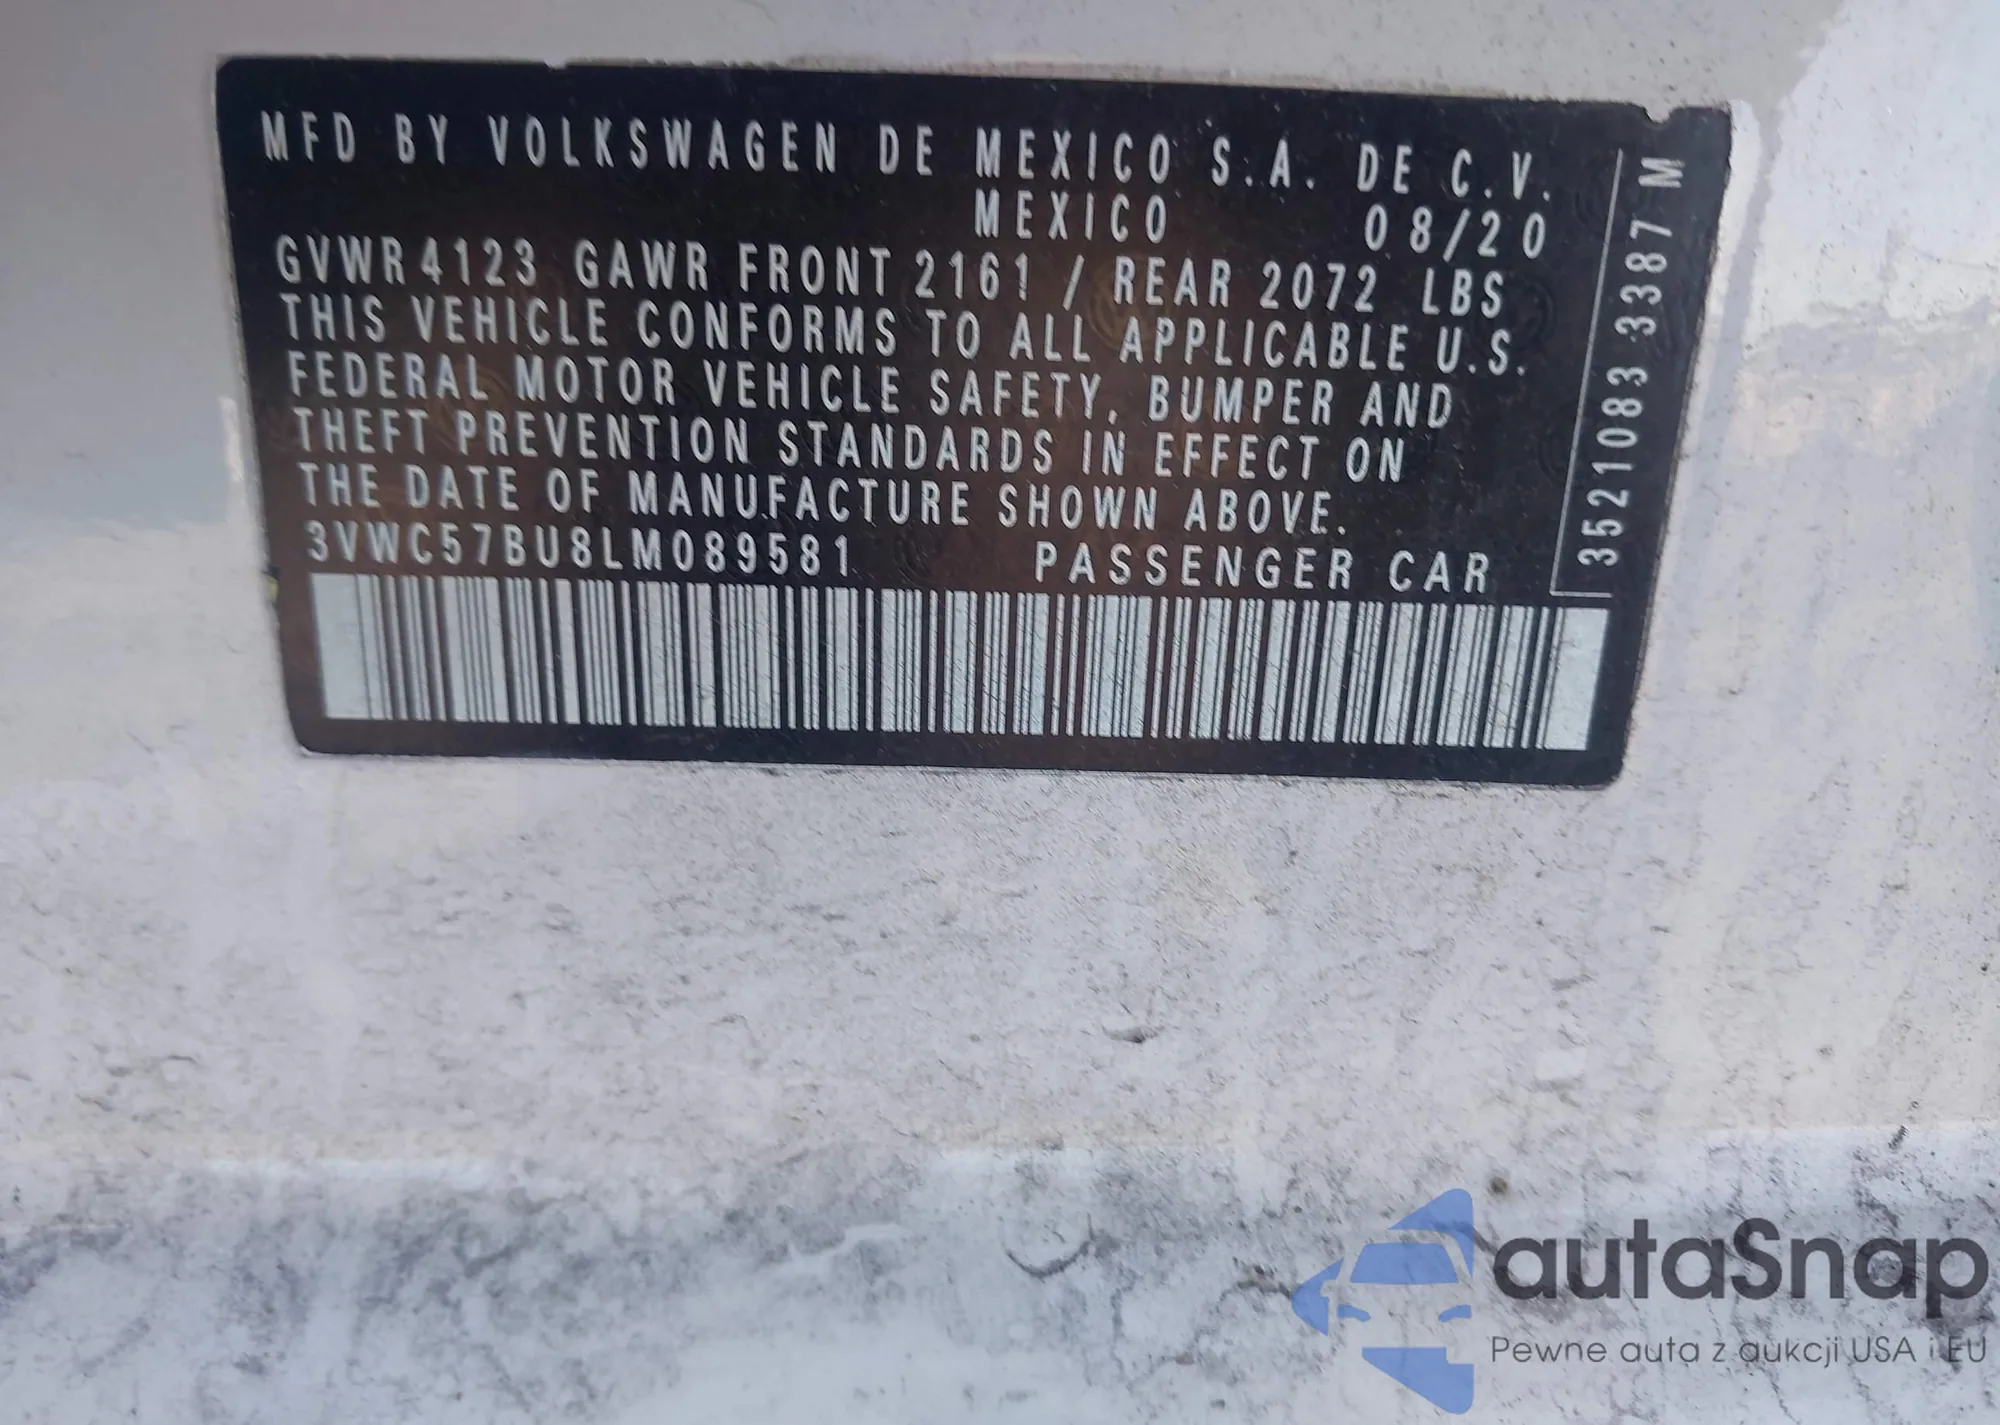 MFD BY VOLKSWAGEN DE MEXICO S.A. DE C.V.
MEXICO 08/20
GVWR 4123 GAWR FRONT 2161 / REAR 2072 LBS
THIS VEHICLE CONFORMS TO ALL APPLICABLE U.S.
FEDERAL MOTOR VEHICLE SAFETY, BUMPER AND
THEFT PREVENTION STANDARDS IN EFFECT ON
THE DATE OF MANUFACTURE SHOWN ABOVE.
3VWC57BU8LM089581 PASSENGER CAR
3521083 3387 M
autaSnap
Pewne auta z aukcji USA i EU